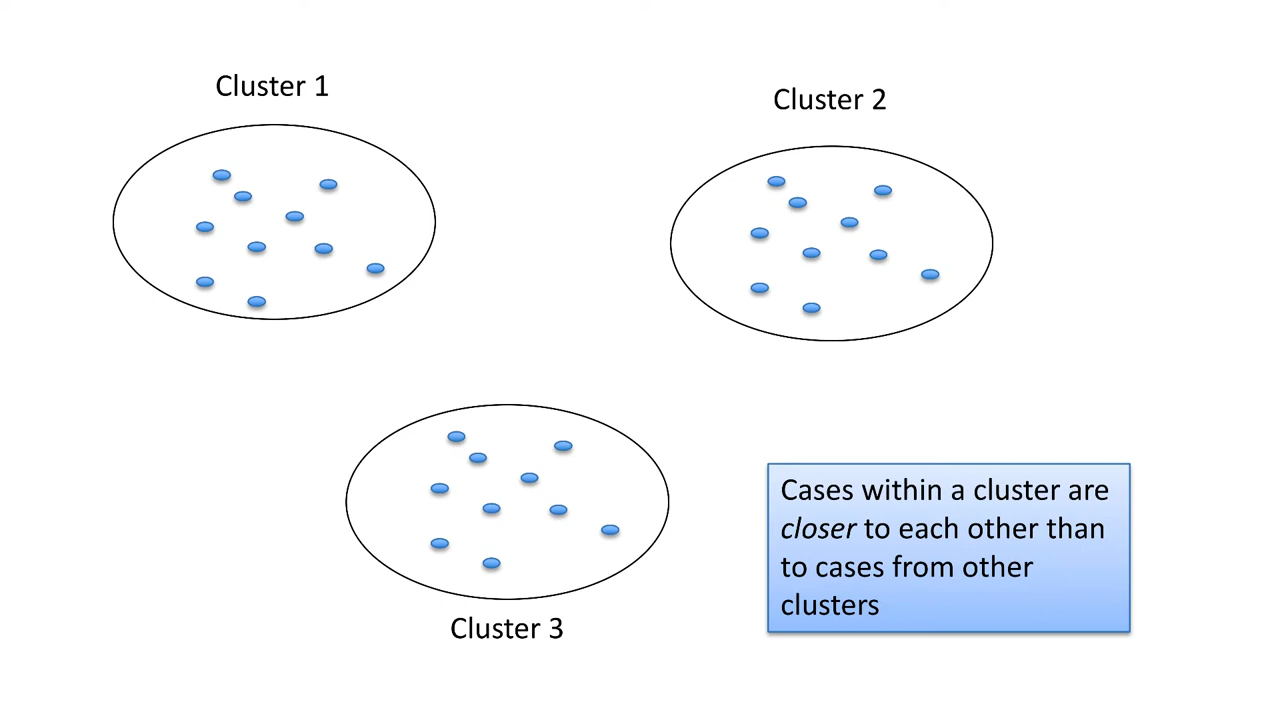 Cluster 1
Cluster 2
Cluster 3
Cases within a cluster are
closer to each other than
to cases from other
clusters